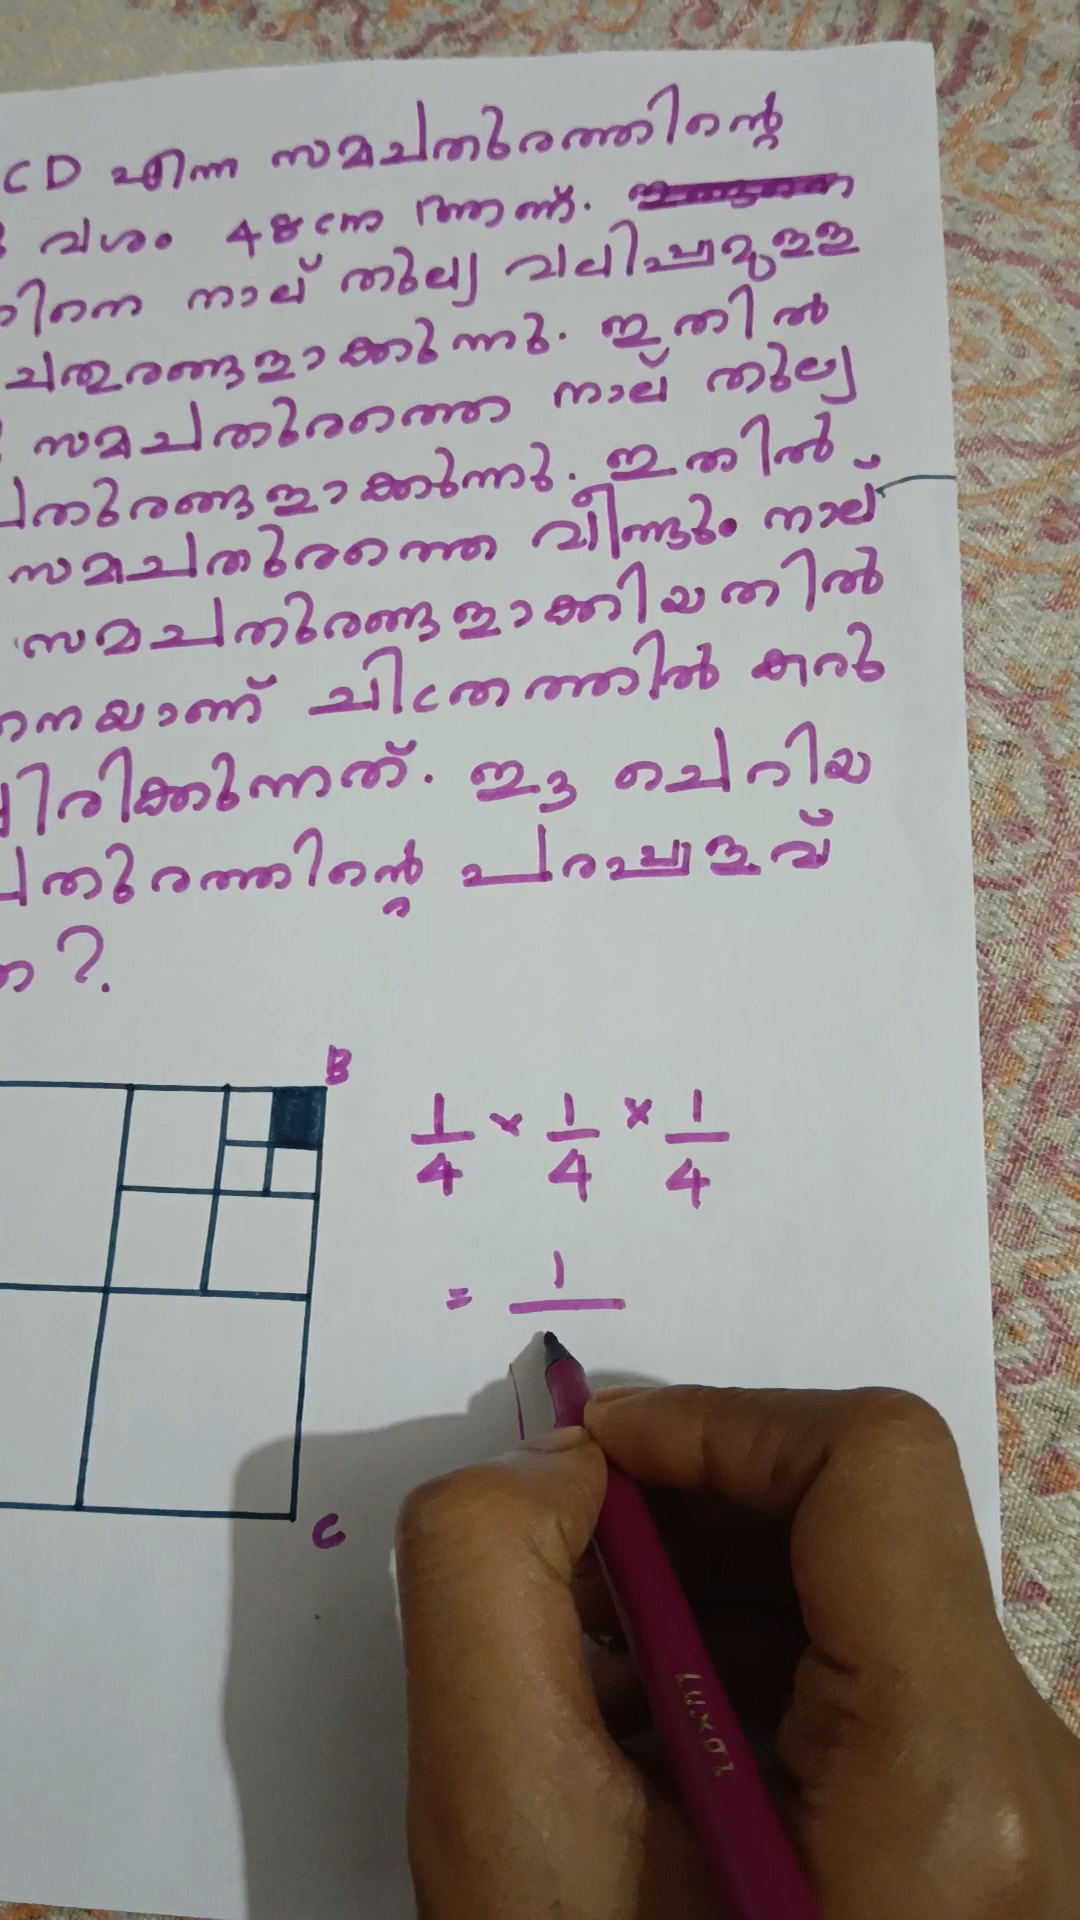 CD എന്ന സമചതുരത്തിന്റെ
വശം 48cm ആണ്.
നാല് തുല്യ വലിപ്പമുള്ള
ചതുരങ്ങളാക്കുന്നു. ഇതിൽ
സമചതുരത്തെ നാല് തുല്യ
ചതുരങ്ങളാക്കുന്നു. ഇതിൽ
സമചതുരത്തെ വീണ്ടും നാല്
സമചതുരങ്ങളാക്കിയതിൽ
നെയാണ് ചിത്രത്തിൽ കറു
പ്പിരിക്കുന്നത്. ഈ ചെറിയ
ചതുരത്തിന്റെ പരപ്പളവ്
?.
B
1/4 × 1/4 × 1/4
= 1/
C
Luxor